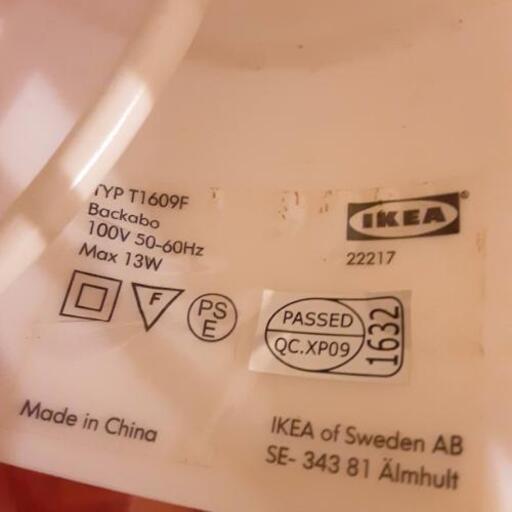 TYP T1609F
Backabo
100V 50-60Hz
Max 13W
IKEA
®
22217
F
PS
E
PASSED
QC.XP09
1632
Made in China
IKEA of Sweden AB
SE- 343 81 Älmhult